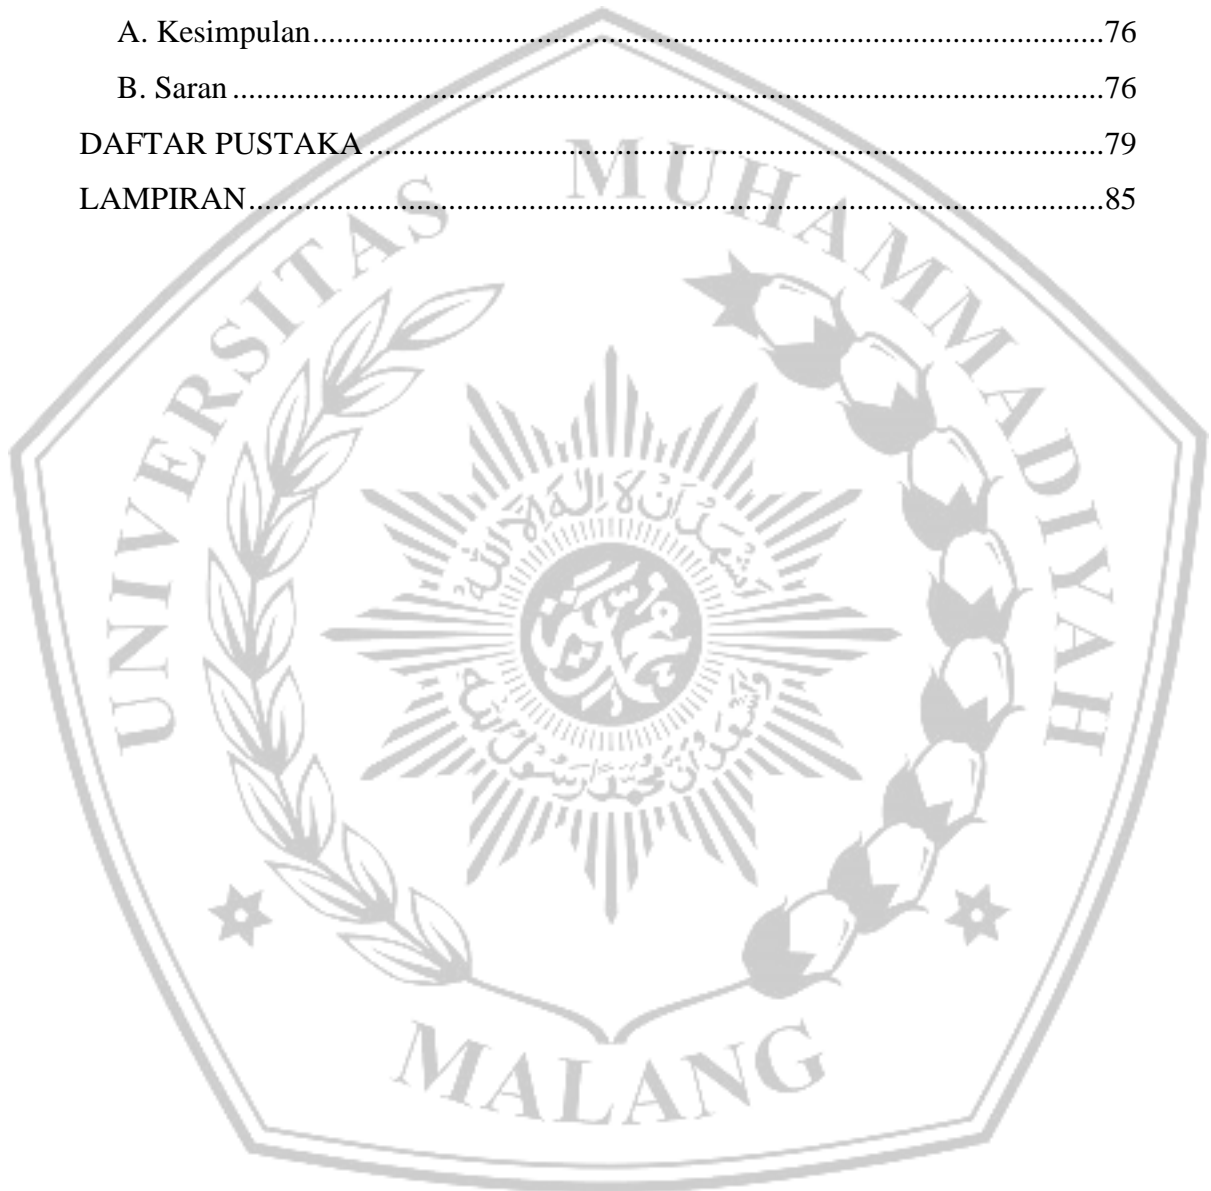 A. Kesimpulan...................................................................................................76
B. Saran .............................................................................................................76
DAFTAR PUSTAKA ............................................................................................79
LAMPIRAN...........................................................................................................85
UNIVERSITAS MUHAMMADIYAH
MALANG